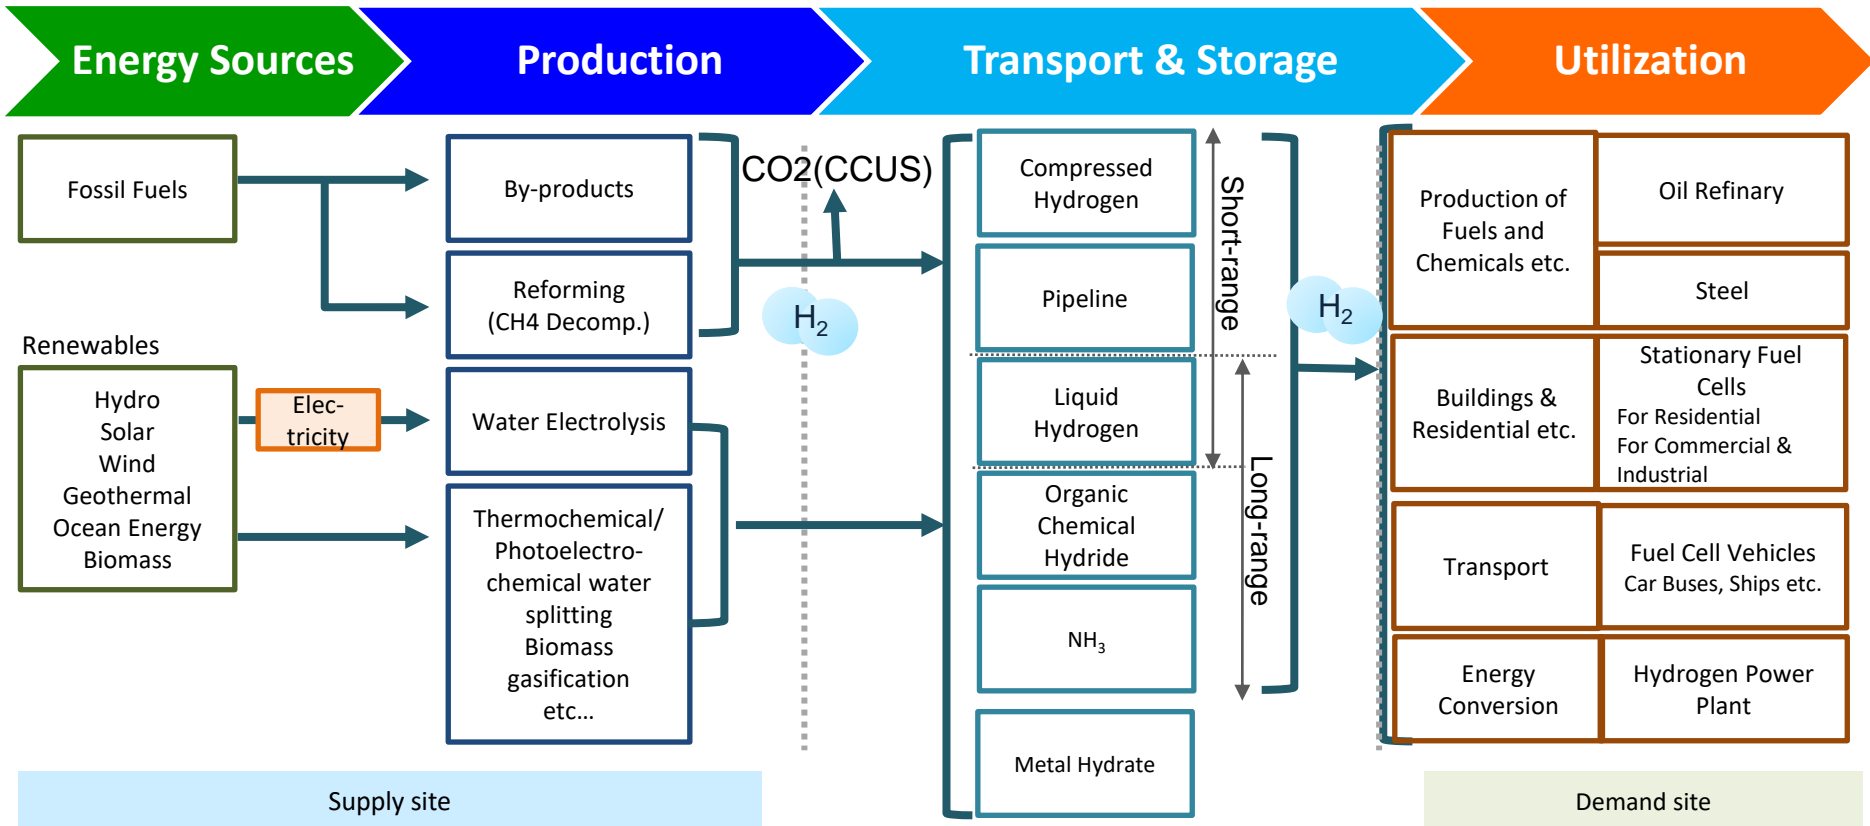 Energy Sources
Production
Transport & Storage
Utilization
Fossil Fuels
Renewables
Hydro
Solar
Wind
Geothermal
Ocean Energy
Biomass
Elec-
tricity
By-products
Reforming
(CH4 Decomp.)
Water Electrolysis
Thermochemical/
Photoelectro-
chemical water
splitting
Biomass
gasification
etc...
CO2(CCUS)
H2
Compressed
Hydrogen
Pipeline
Liquid
Hydrogen
Organic
Chemical
Hydride
NH3
Metal Hydrate
Short-range
Long-range
H2
Production of
Fuels and
Chemicals etc.
Oil Refinary
Steel
Buildings &
Residential etc.
Stationary Fuel
Cells
For Residential
For Commercial &
Industrial
Transport
Fuel Cell Vehicles
Car Buses, Ships etc.
Energy
Conversion
Hydrogen Power
Plant
Supply site
Demand site